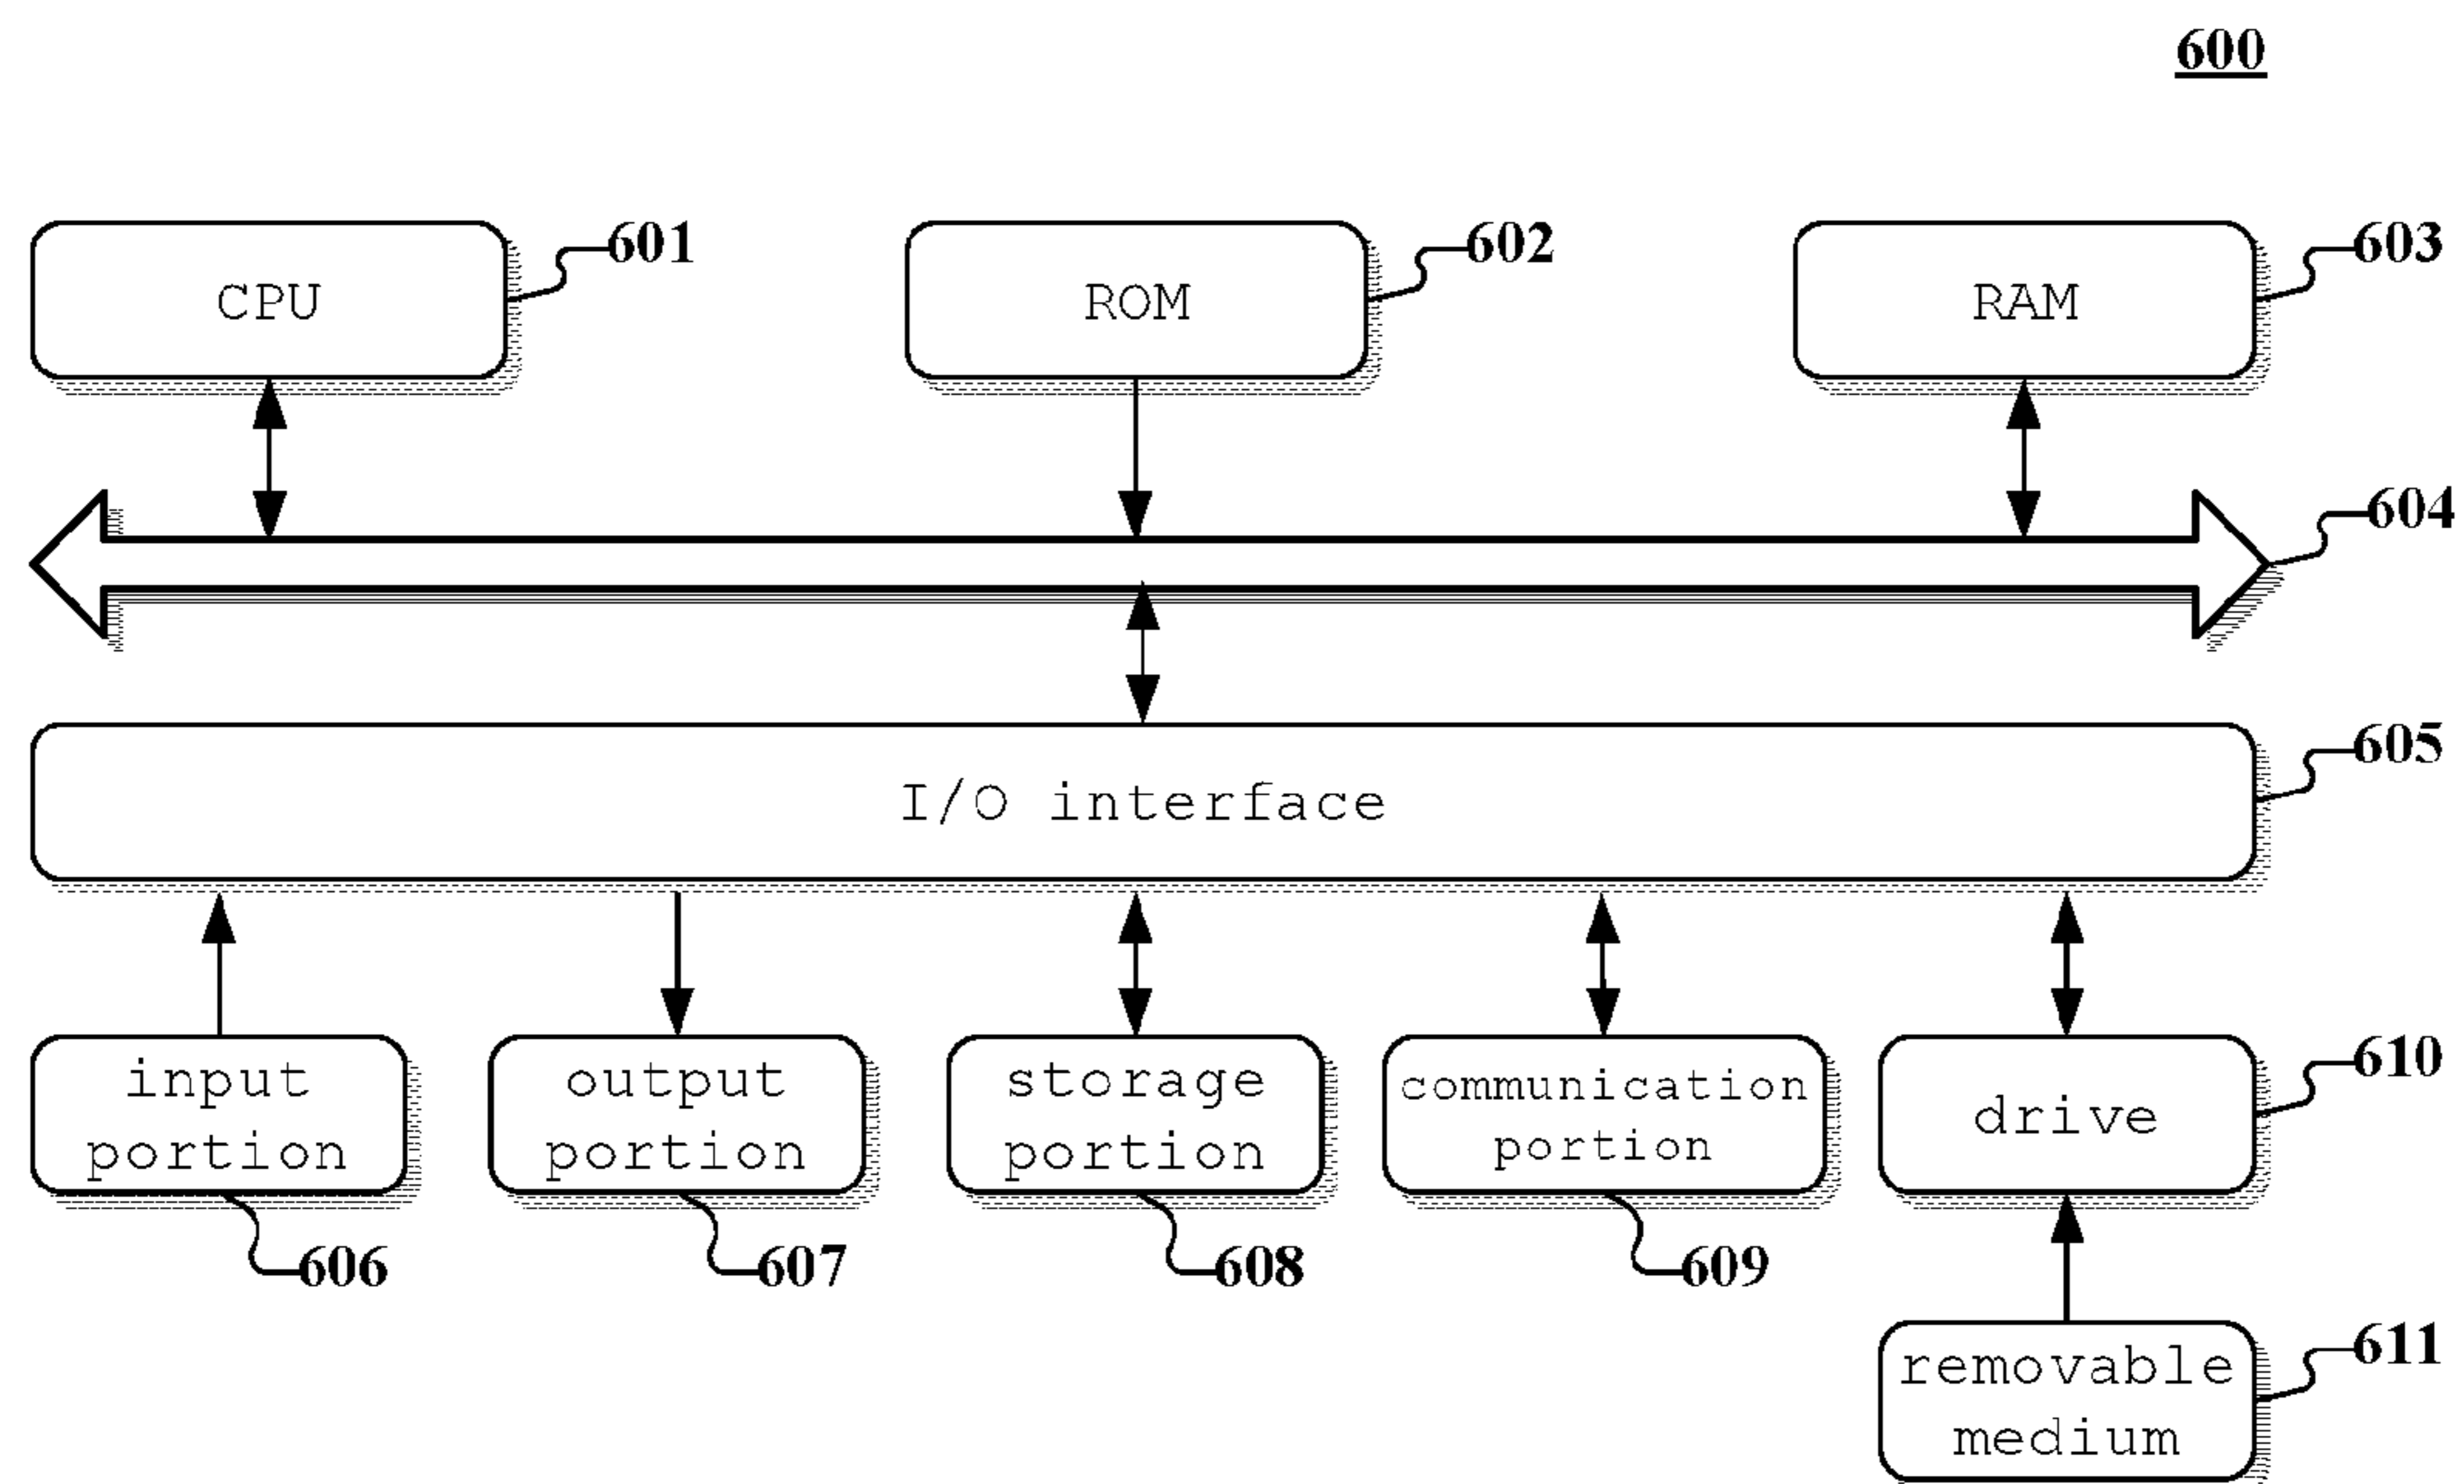 600
CPU
601
ROM
602
RAM
603
604
I/O interface
605
input
portion
606
output
portion
607
storage
portion
608
communication
portion
609
drive
610
removable
medium
611